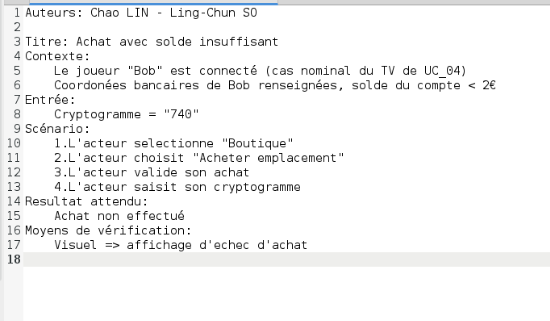 1 Auteurs: Chao LIN - Ling-Chun SO
2
3 Titre: Achat avec solde insuffisant
4 Contexte:
5 Le joueur "Bob" est connecté (cas nominal du TV de UC_04)
6 Coordonées bancaires de Bob renseignées, solde du compte < 2€
7 Entrée:
8 Cryptogramme = "740"
9 Scénario:
10 1.L'acteur selectionne "Boutique"
11 2.L'acteur choisit "Acheter emplacement"
12 3.L'acteur valide son achat
13 4.L'acteur saisit son cryptogramme
14 Resultat attendu:
15 Achat non effectué
16 Moyens de vérification:
17 Visuel => affichage d'echec d'achat
18